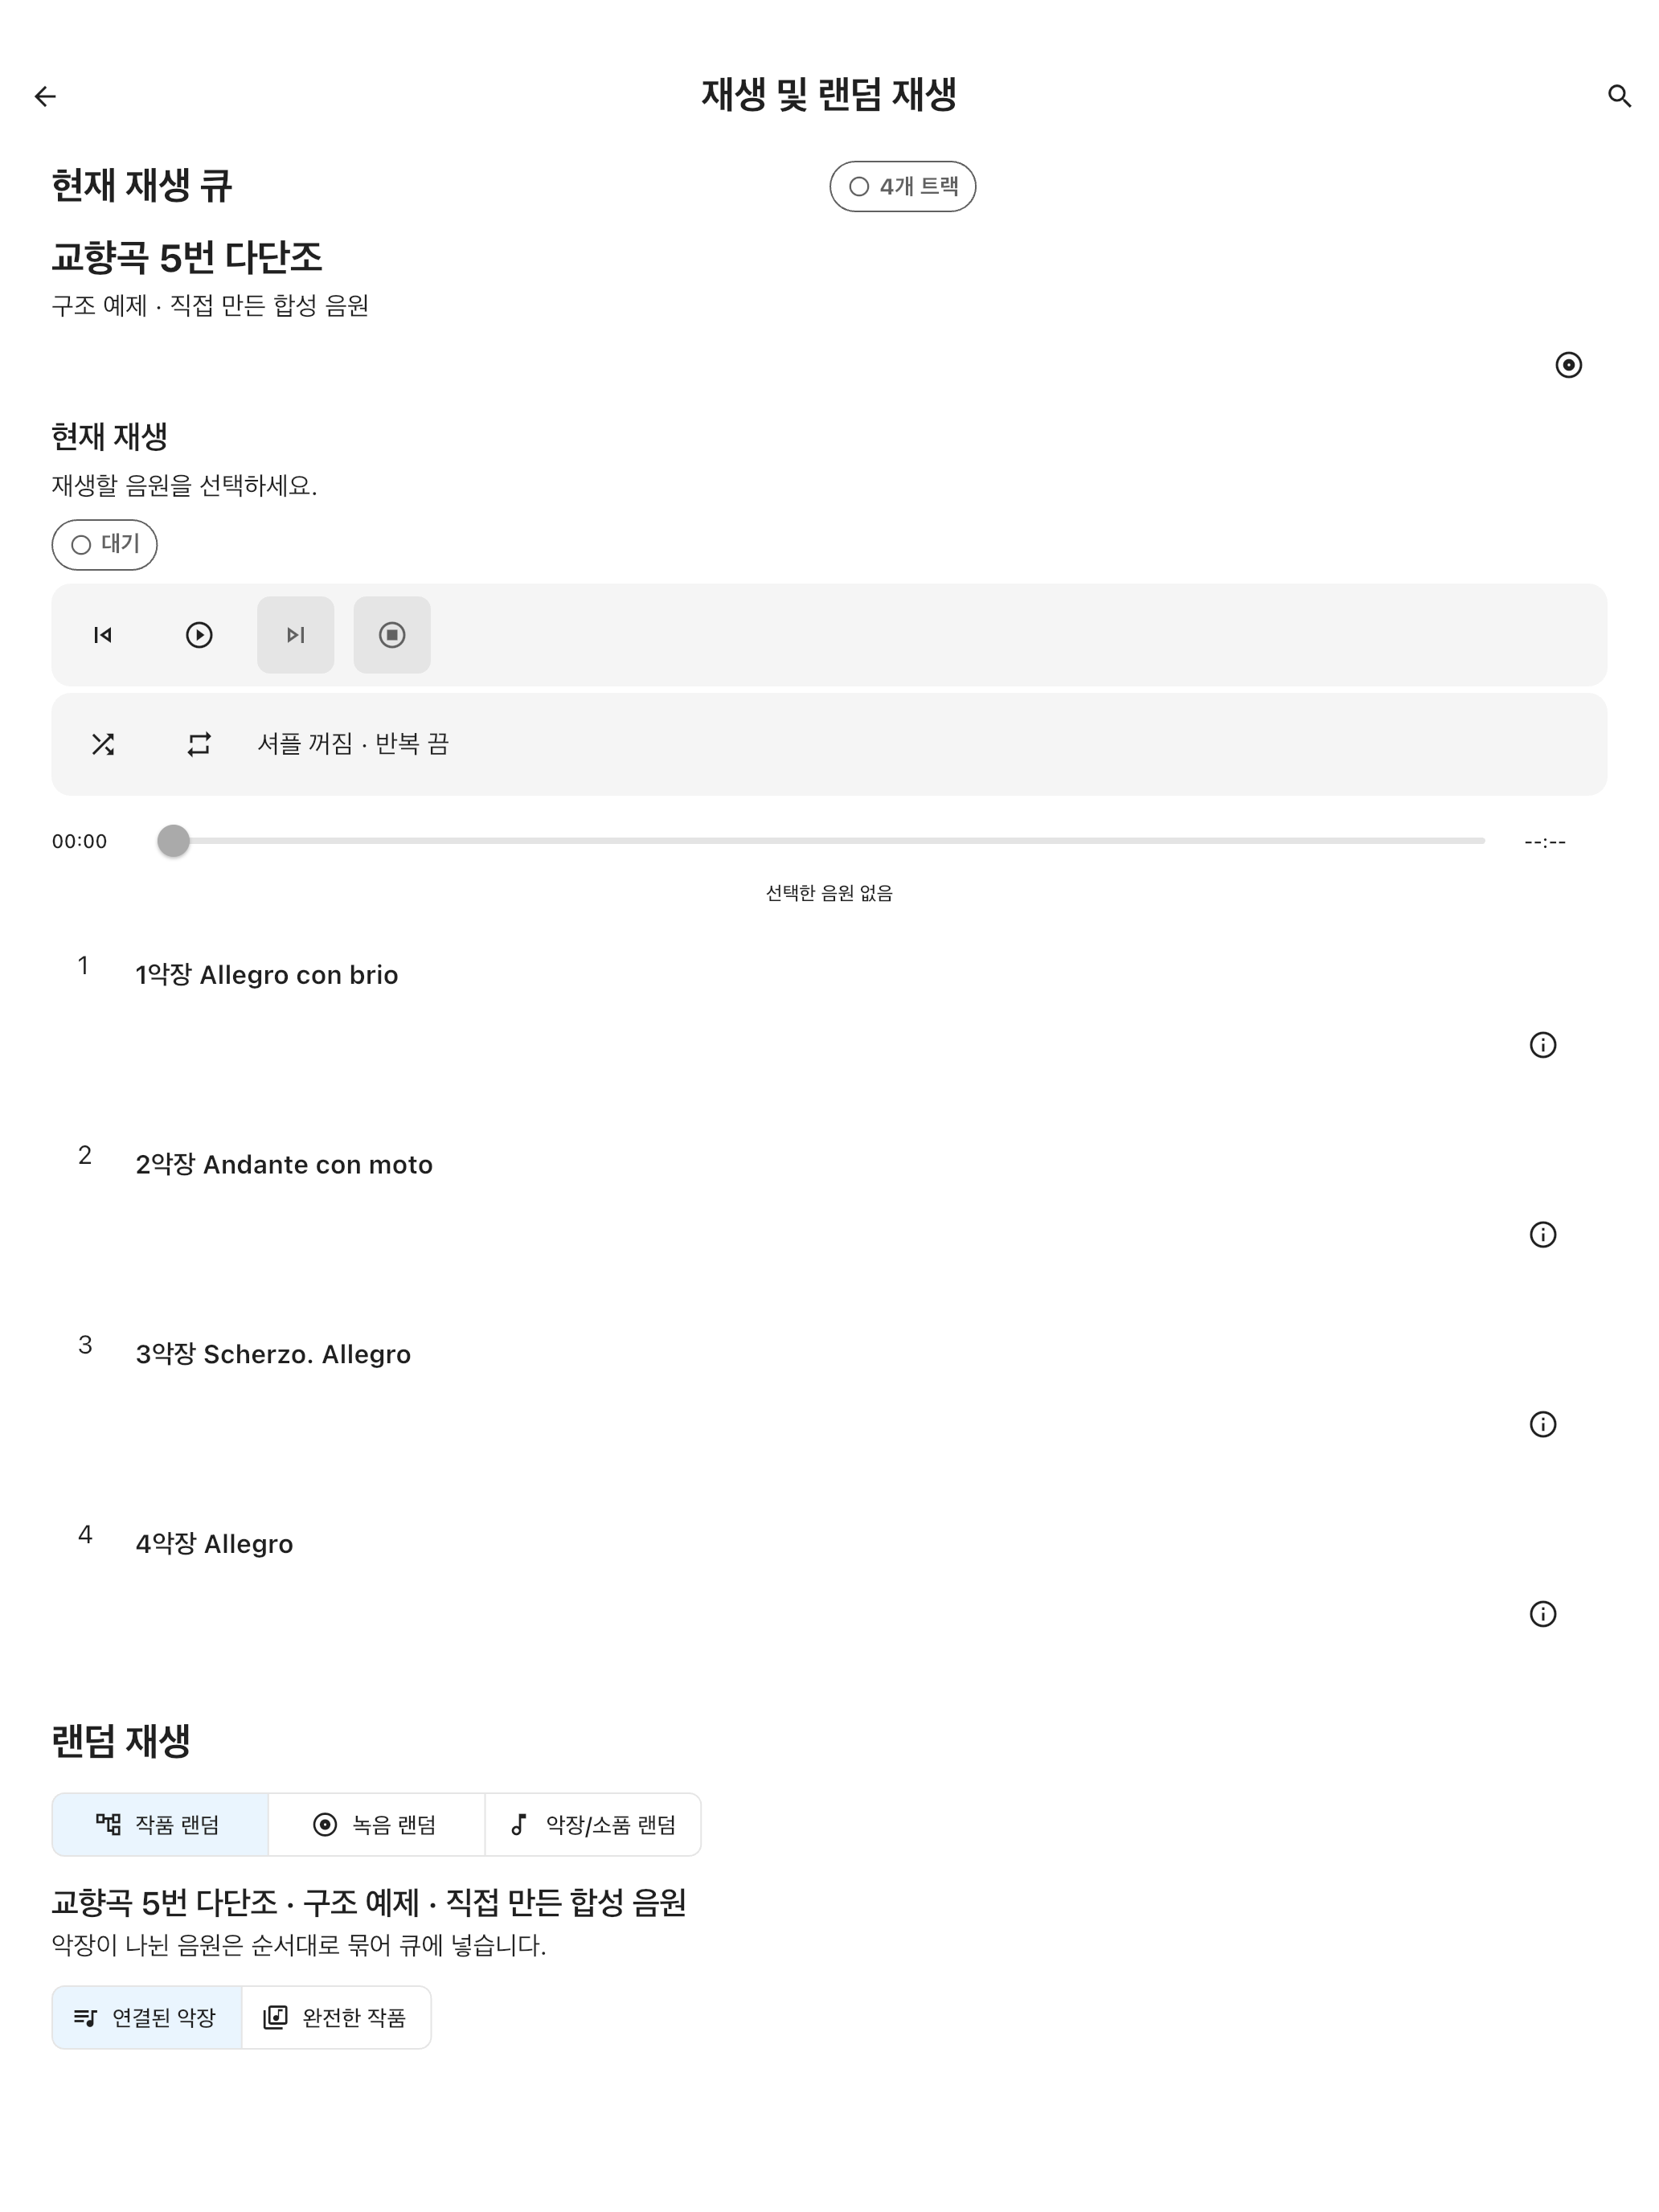 재생 및 랜덤 재생
현재 재생 큐
4개 트랙
교향곡 5번 다단조
구조 예제 · 직접 만든 합성 음원
현재 재생
재생할 음원을 선택하세요.
대기
셔플 꺼짐 · 반복 끔
00:00
--:--
선택한 음원 없음
1
1악장 Allegro con brio
2
2악장 Andante con moto
3
3악장 Scherzo. Allegro
4
4악장 Allegro
랜덤 재생
작품 랜덤
녹음 랜덤
악장/소품 랜덤
교향곡 5번 다단조 · 구조 예제 · 직접 만든 합성 음원
악장이 나뉜 음원은 순서대로 묶어 큐에 넣습니다.
연결된 악장
완전한 작품